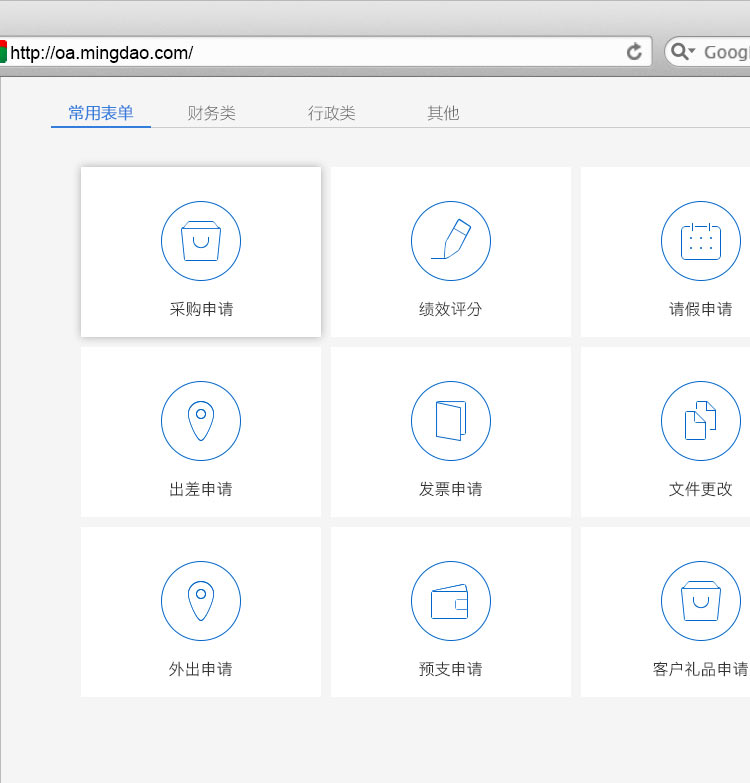 http://oa.mingdao.com/
常用表单 财务类 行政类 其他
采购申请 绩效评分 请假申请
出差申请 发票申请 文件更改
外出申请 预支申请 客户礼品申请